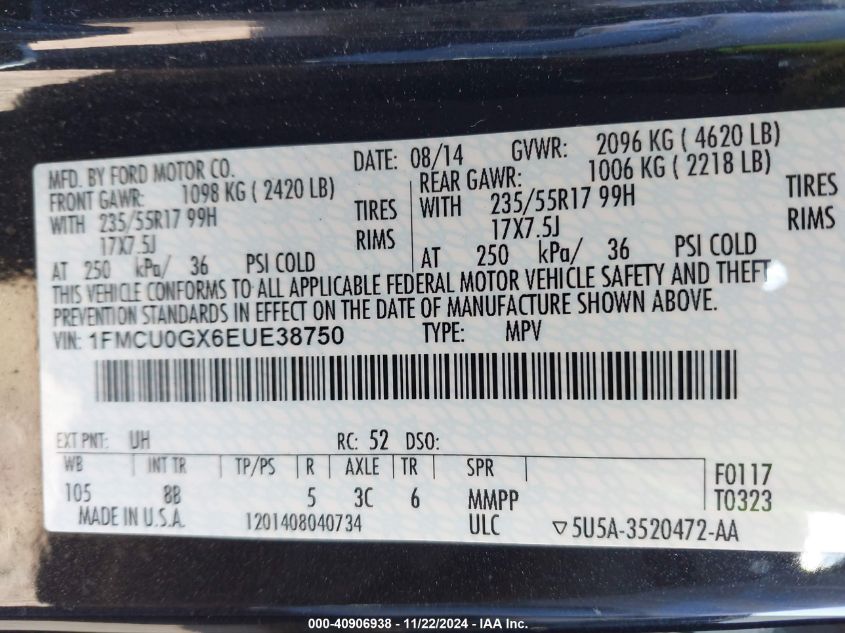 MFD. BY FORD MOTOR CO.
DATE: 08/14 GVWR: 2096 KG ( 4620 LB)
FRONT GAWR: 1098 KG ( 2420 LB)
WITH 235/55R17 99H TIRES
17X7.5J RIMS
AT 250 kPa/ 36 PSI COLD
REAR GAWR: 1006 KG ( 2218 LB)
WITH 235/55R17 99H TIRES
17X7.5J RIMS
AT 250 kPa/ 36 PSI COLD
THIS VEHICLE CONFORMS TO ALL APPLICABLE FEDERAL MOTOR VEHICLE SAFETY AND THEFT
PREVENTION STANDARDS IN EFFECT ON THE DATE OF MANUFACTURE SHOWN ABOVE.
VIN: 1FMCU0GX6EUE38750 TYPE: MPV
EXT PNT: UH RC: 52 DSO:
WB INT TR TP/PS R AXLE TR SPR
105 8B 5 3C 6 MMPP
F0117
T0323
MADE IN U.S.A. 1201408040734 ULC ▽5U5A-3520472-AA
000-40906938 - 11/22/2024 - IAA Inc.